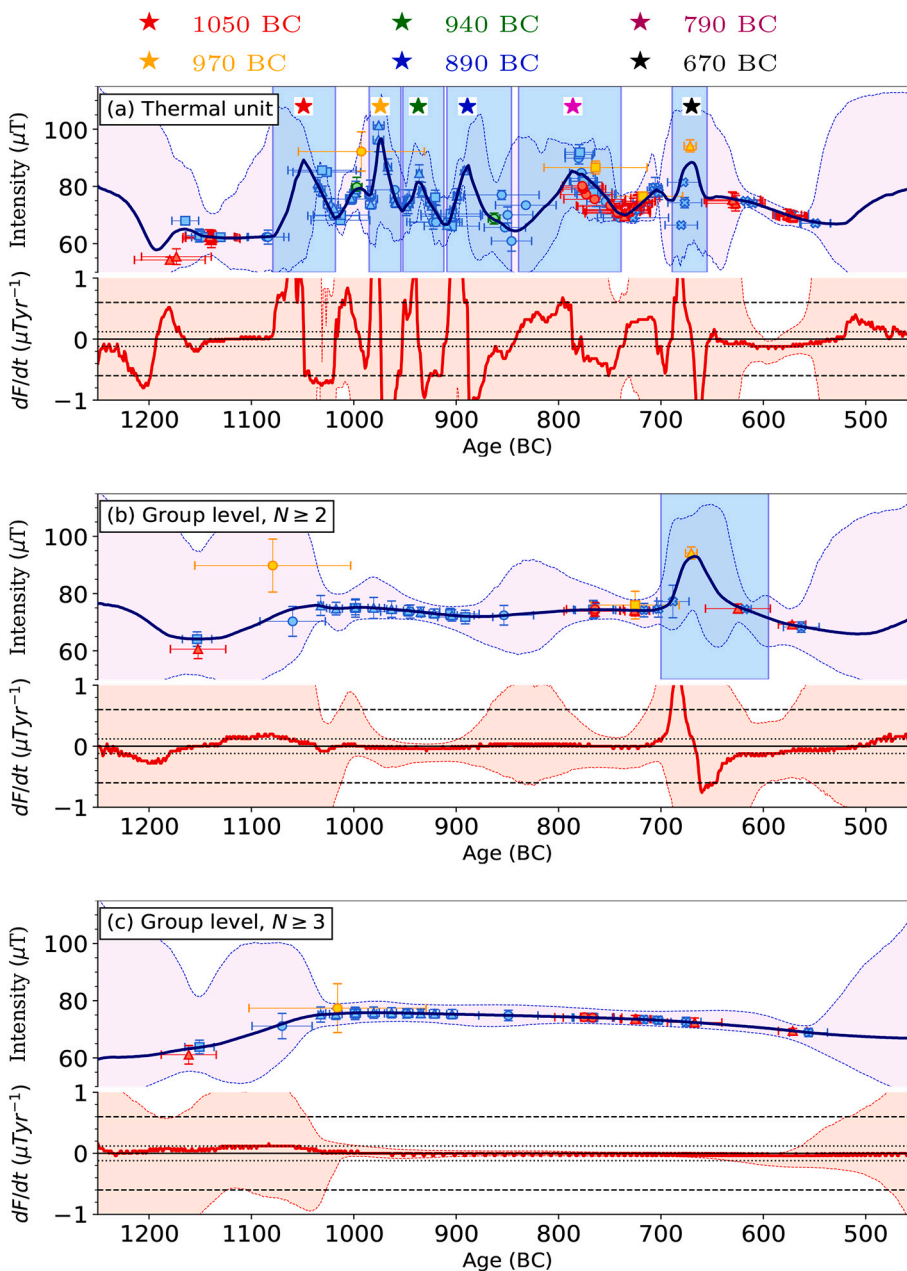 ★ 1050 BC ★ 940 BC ★ 790 BC
★ 970 BC ★ 890 BC ★ 670 BC
(a) Thermal unit
Intensity (μT)
100
80
60
dF/dt (μTyr⁻¹)
1
0
−1
1200 1100 1000 900 800 700 600 500
Age (BC)
(b) Group level, N ≥ 2
Intensity (μT)
100
80
60
dF/dt (μTyr⁻¹)
1
0
−1
1200 1100 1000 900 800 700 600 500
Age (BC)
(c) Group level, N ≥ 3
Intensity (μT)
100
80
60
dF/dt (μTyr⁻¹)
1
0
−1
1200 1100 1000 900 800 700 600 500
Age (BC)